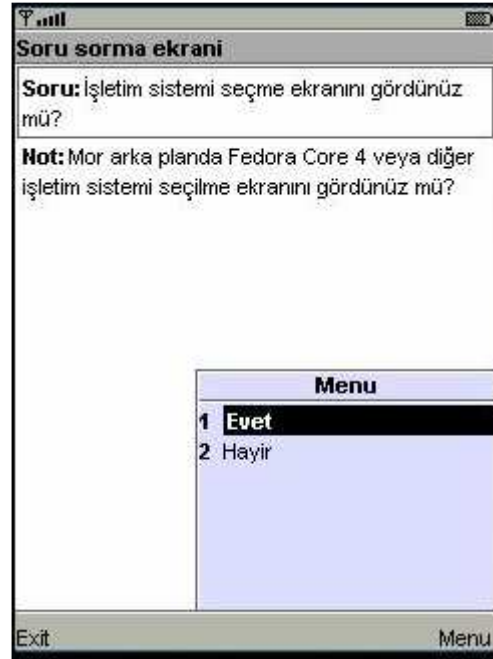 Soru sorma ekrani
Soru: İşletim sistemi seçme ekranını gördünüz
mü?
Not: Mor arka planda Fedora Core 4 veya diğer
işletim sistemi seçilme ekranını gördünüz mü?
Menu
1 Evet
2 Hayir
Exit Menu